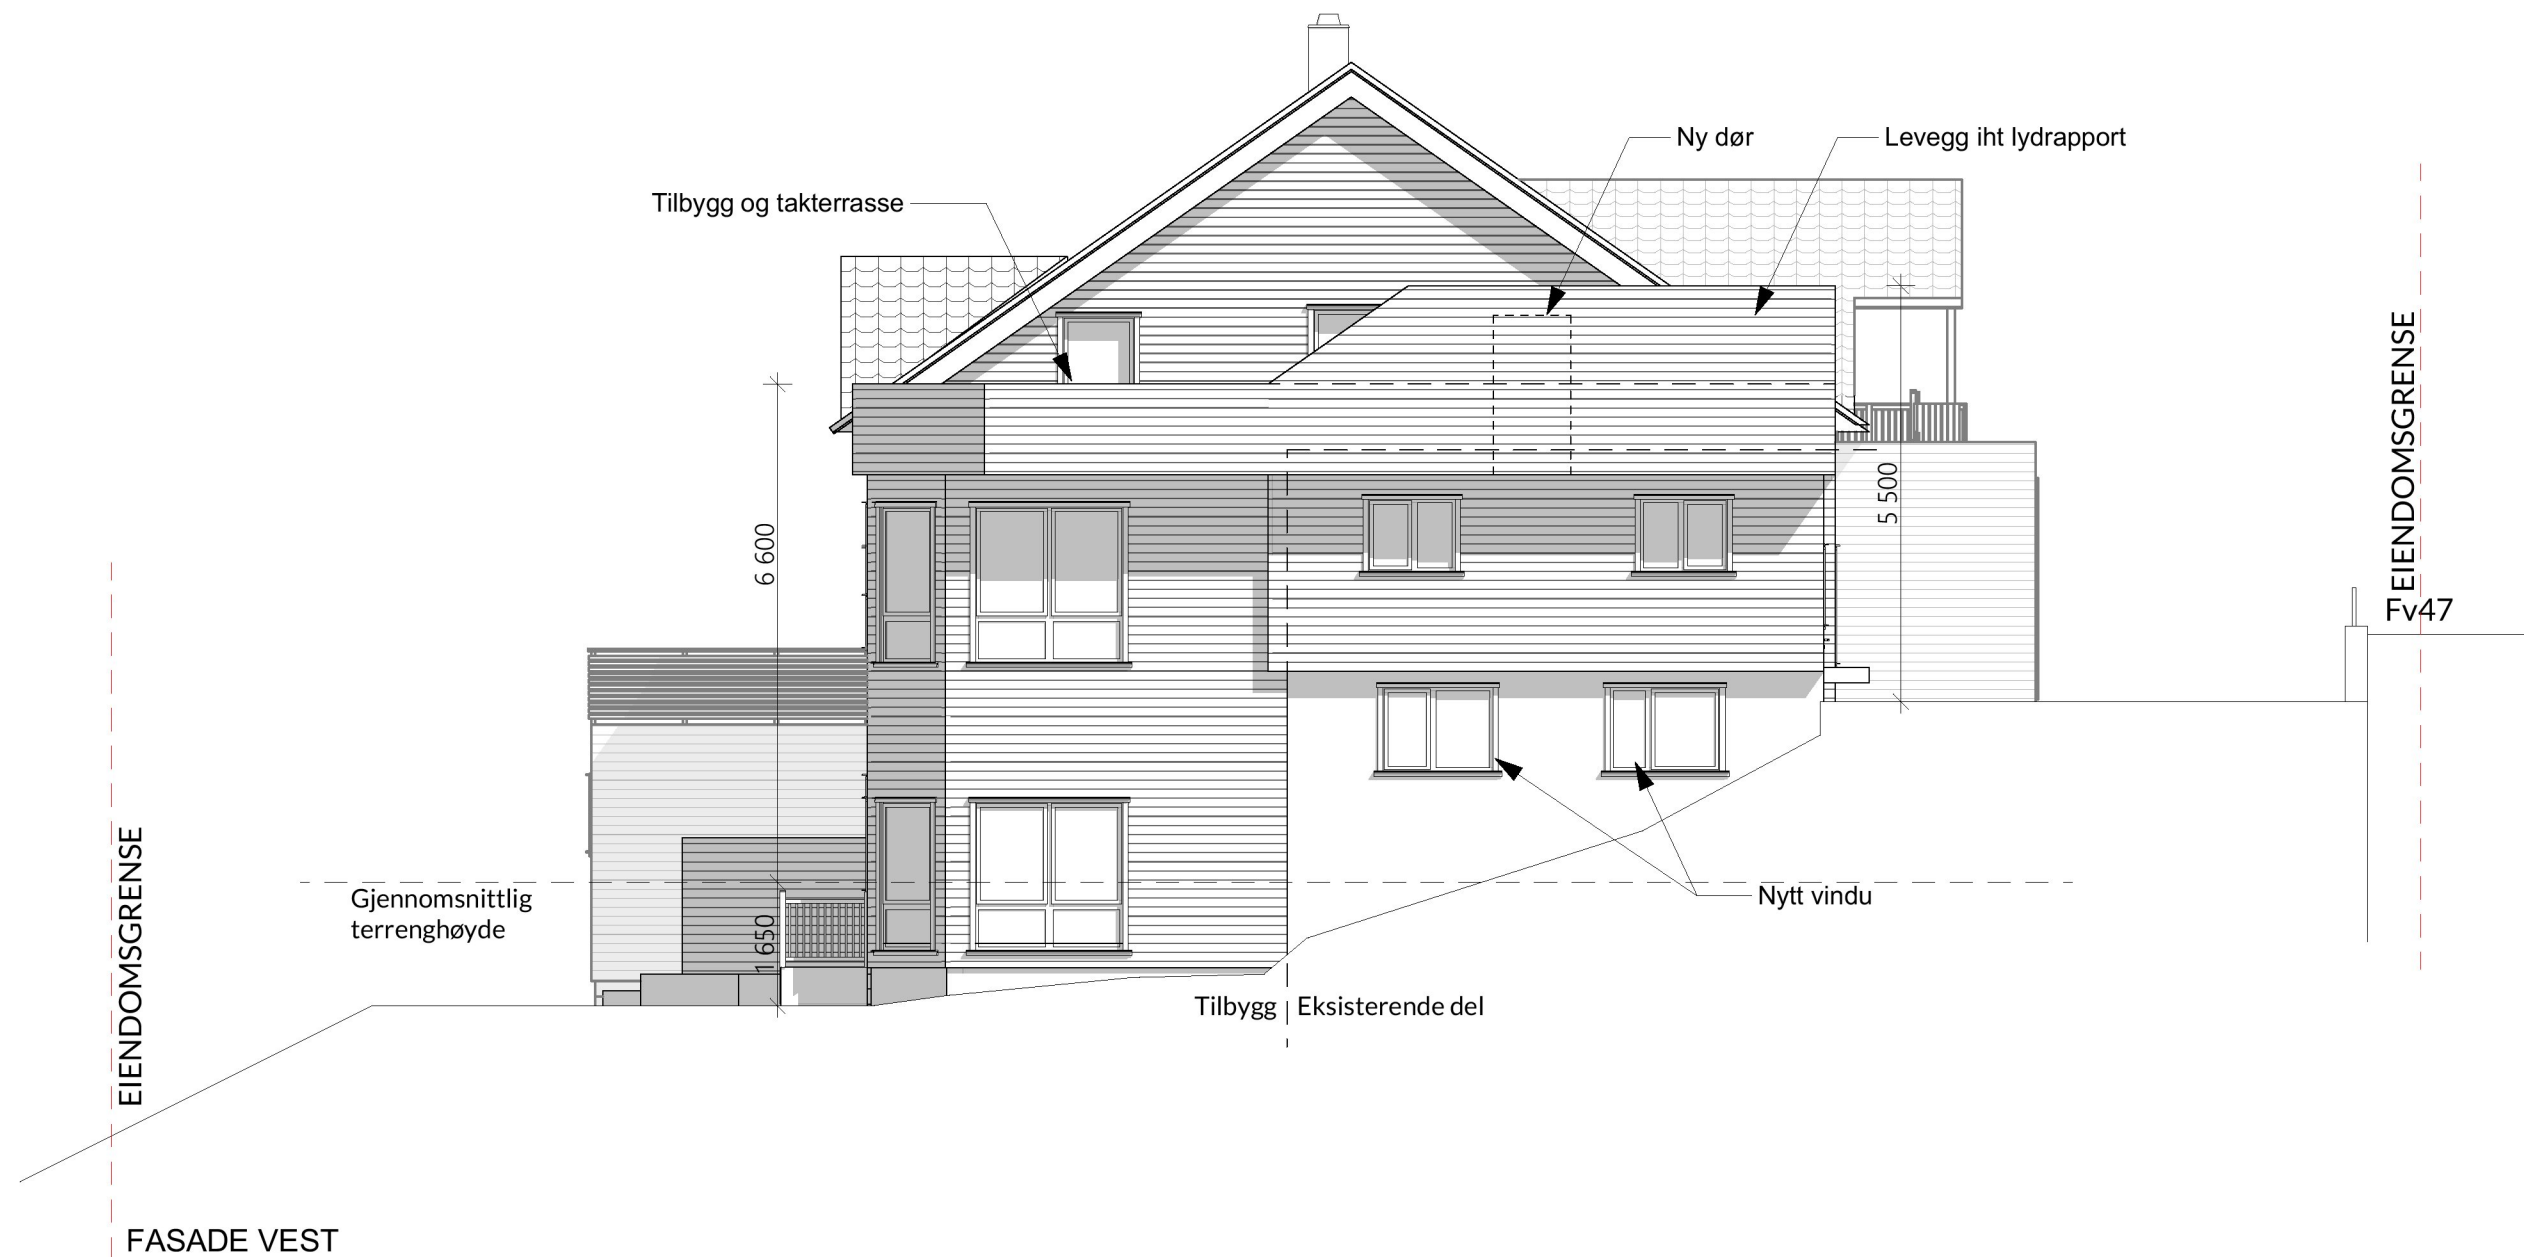 Ny dør
Levegg iht lydrapport
Tilbygg og takterrasse
EIENDOMSGRENSE
5 500
6 600
Fv47
EIENDOMSGRENSE
Gjennomsnittlig
terrenghøyde
1 650
Nytt vindu
Tilbygg
Eksisterende del
FASADE VEST